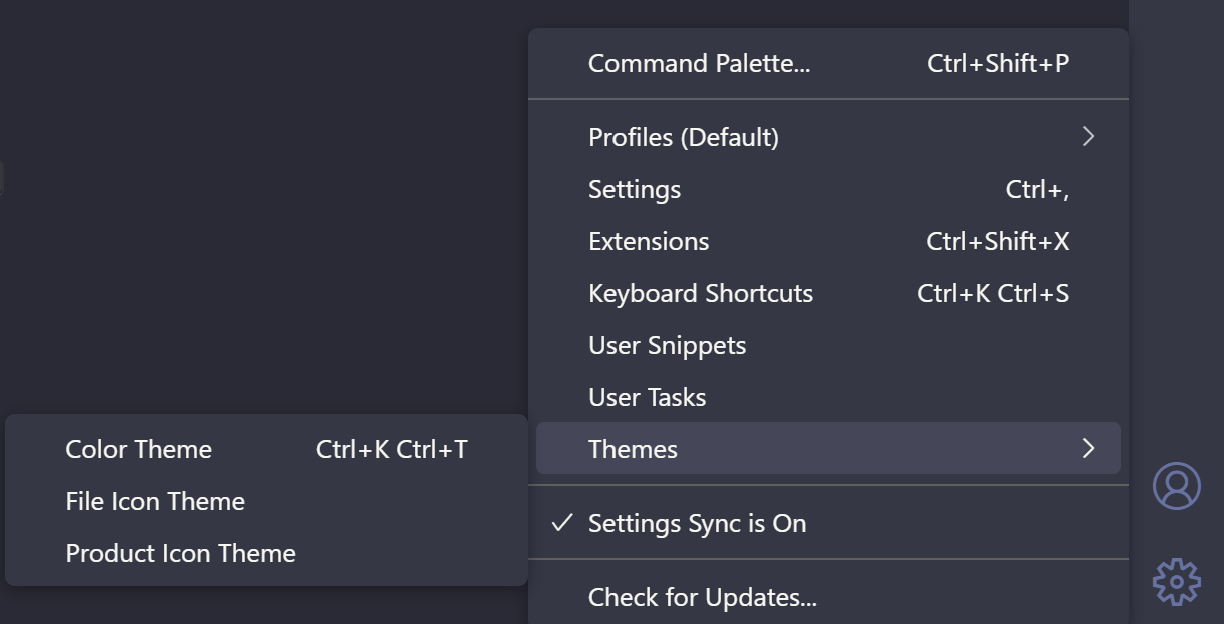 Command Palette... Ctrl+Shift+P
Profiles (Default)
Settings Ctrl+,
Extensions Ctrl+Shift+X
Keyboard Shortcuts Ctrl+K Ctrl+S
User Snippets
User Tasks
Themes
Color Theme Ctrl+K Ctrl+T
File Icon Theme
Product Icon Theme
Settings Sync is On
Check for Updates...